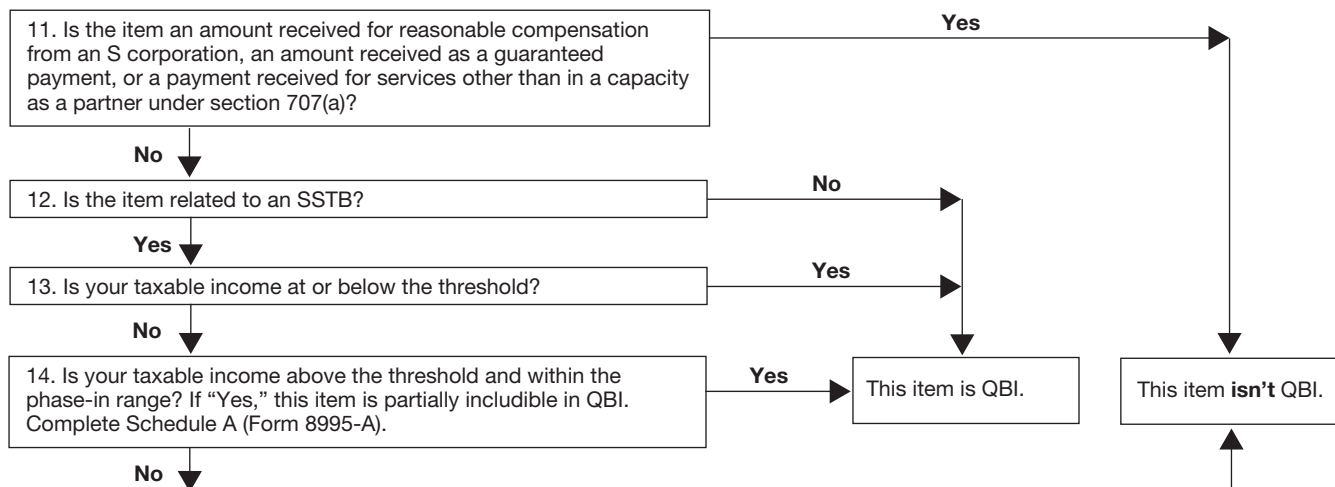 11. Is the item an amount received for reasonable compensation
from an S corporation, an amount received as a guaranteed
payment, or a payment received for services other than in a capacity
as a partner under section 707(a)?
Yes
No
12. Is the item related to an SSTB?
No
Yes
13. Is your taxable income at or below the threshold?
Yes
No
14. Is your taxable income above the threshold and within the
phase-in range? If “Yes,” this item is partially includible in QBI.
Complete Schedule A (Form 8995-A).
Yes
This item is QBI.
This item isn’t QBI.
No